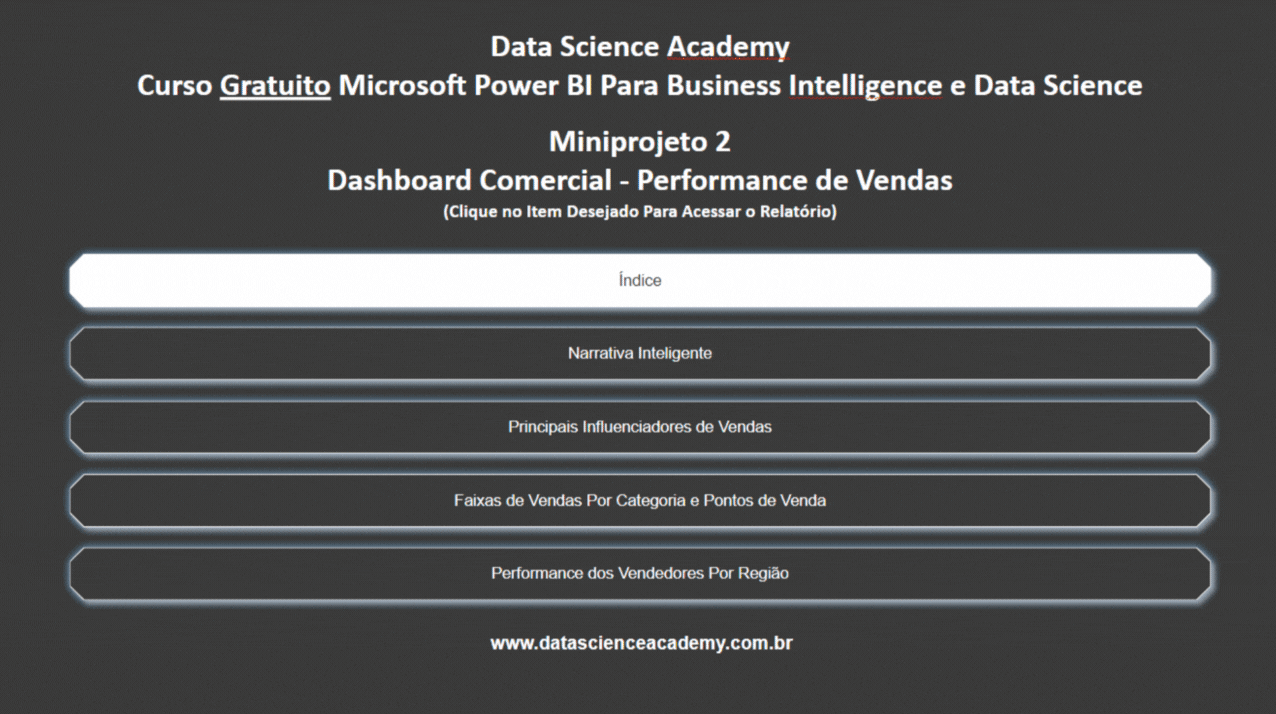 Data Science Academy
Curso Gratuito Microsoft Power BI Para Business Intelligence e Data Science
Miniprojeto 2
Dashboard Comercial - Performance de Vendas
(Clique no Item Desejado Para Acessar o Relatório)
Índice
Narrativa Inteligente
Principais Influenciadores de Vendas
Faixas de Vendas Por Categoria e Pontos de Venda
Performance dos Vendedores Por Região
www.datascienceacademy.com.br